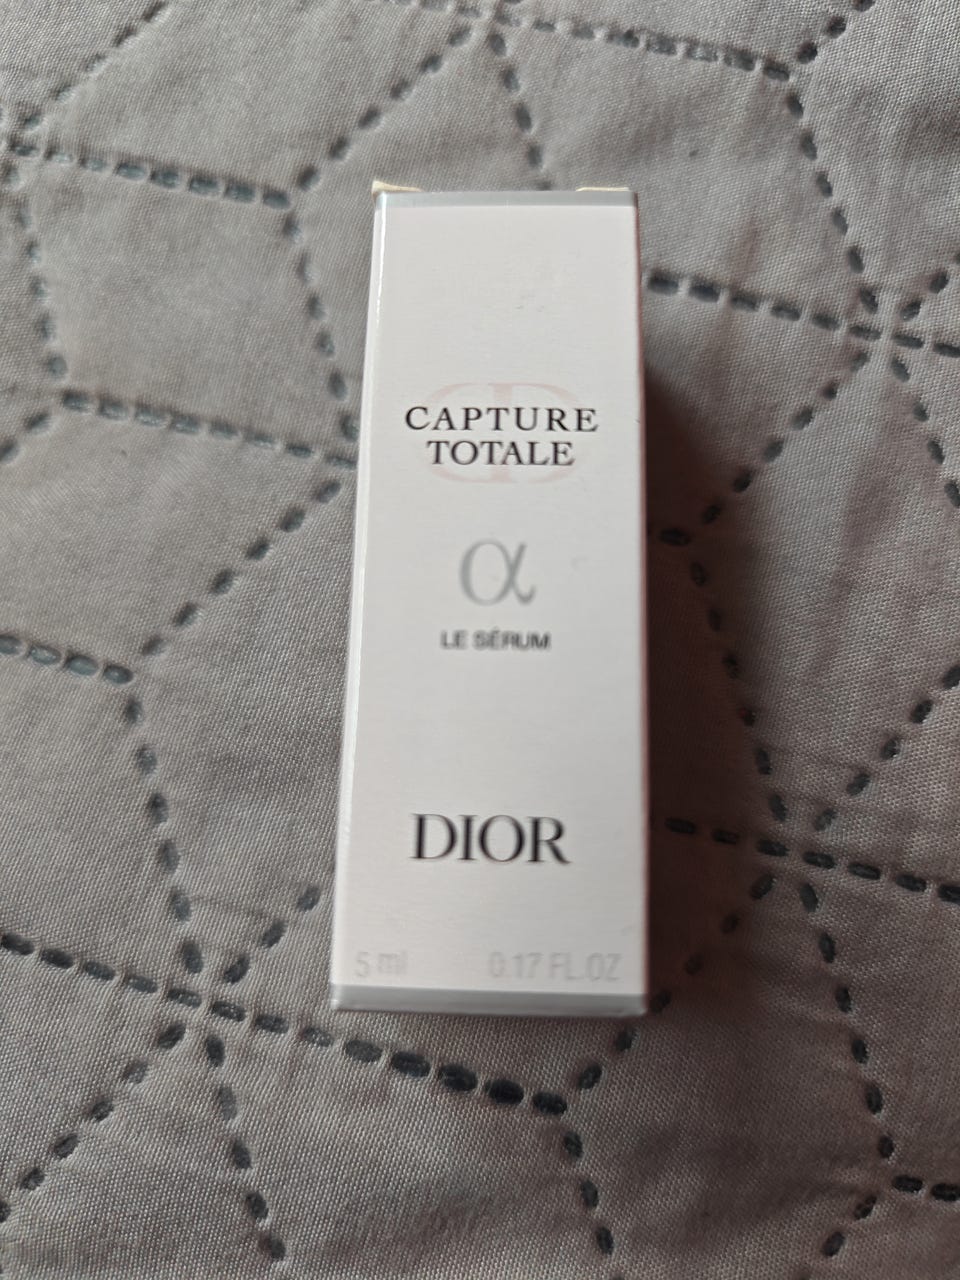 CAPTURE
TOTALE
α
LE SÉRUM
DIOR
5 ml 0.17 FL.OZ